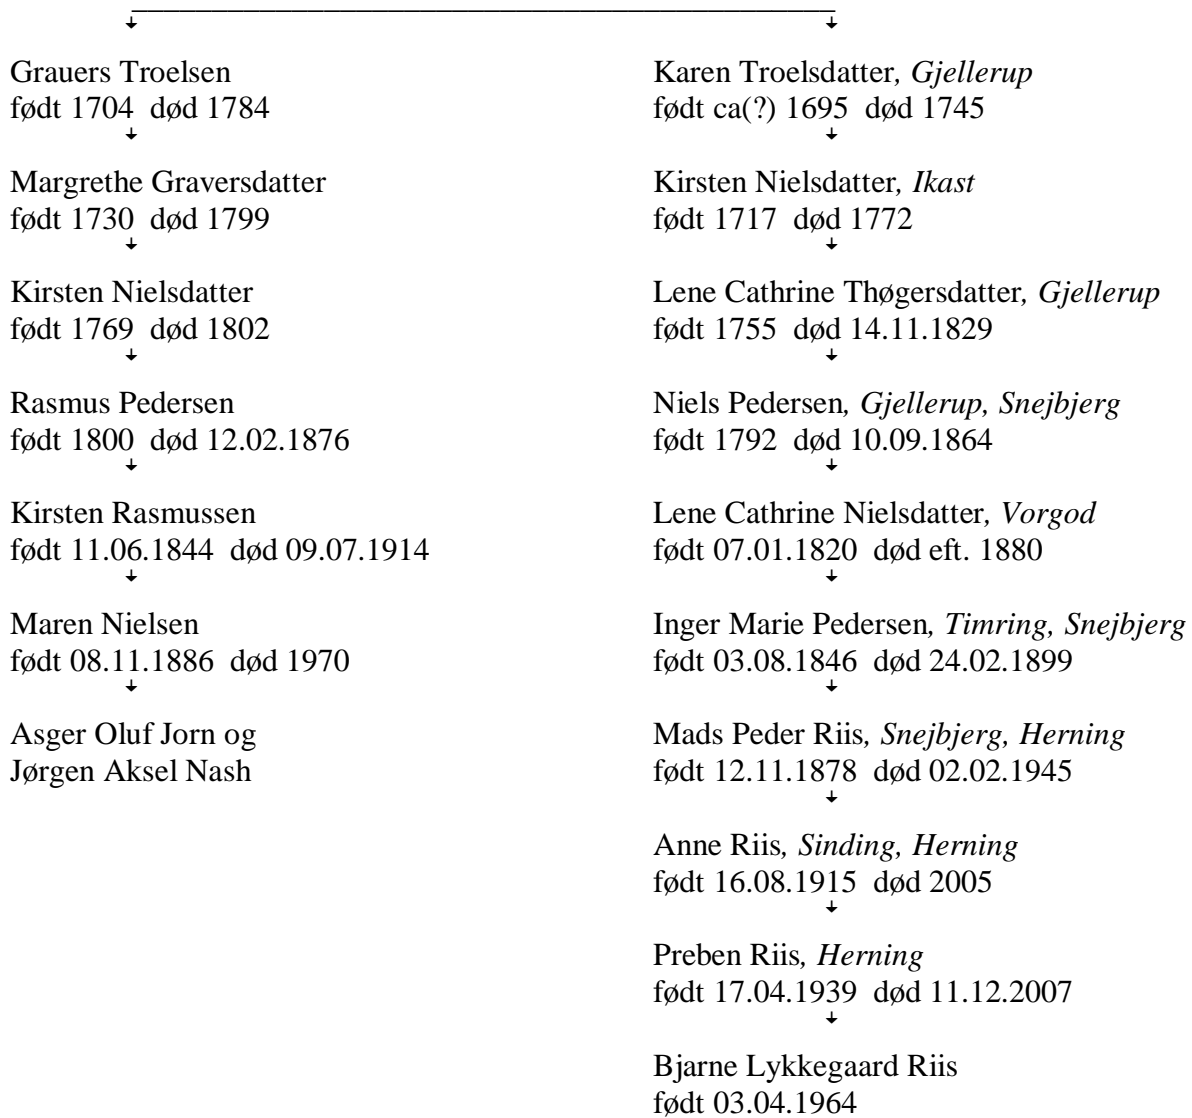 Grauers Troelsen
født 1704 død 1784
Margrethe Graversdatter
født 1730 død 1799
Kirsten Nielsdatter
født 1769 død 1802
Rasmus Pedersen
født 1800 død 12.02.1876
Kirsten Rasmussen
født 11.06.1844 død 09.07.1914
Maren Nielsen
født 08.11.1886 død 1970
Asger Oluf Jorn og
Jørgen Aksel Nash
Karen Troelsdatter, Gjellerup
født ca(?) 1695 død 1745
Kirsten Nielsdatter, Ikast
født 1717 død 1772
Lene Cathrine Thøgersdatter, Gjellerup
født 1755 død 14.11.1829
Niels Pedersen, Gjellerup, Snejbjerg
født 1792 død 10.09.1864
Lene Cathrine Nielsdatter, Vorgod
født 07.01.1820 død eft. 1880
Inger Marie Pedersen, Timring, Snejbjerg
født 03.08.1846 død 24.02.1899
Mads Peder Riis, Snejbjerg, Herning
født 12.11.1878 død 02.02.1945
Anne Riis, Sinding, Herning
født 16.08.1915 død 2005
Preben Riis, Herning
født 17.04.1939 død 11.12.2007
Bjarne Lykkegaard Riis
født 03.04.1964